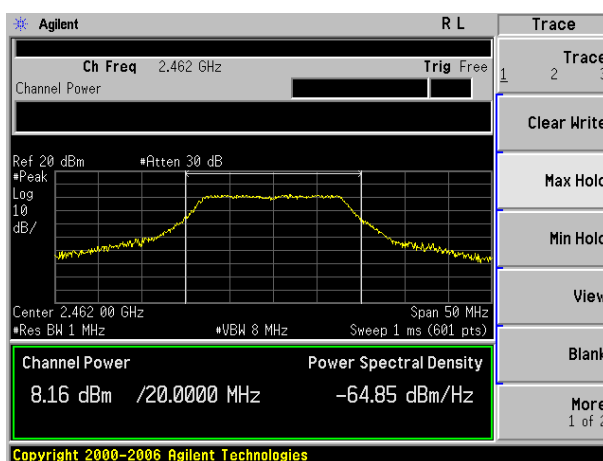 Agilent
R L
Trace
Ch Freq 2.462 GHz
Trig Free
Channel Power
Trace
1 2 3
Clear Write
Max Hold
Min Hold
View
Blank
More
1 of 2
Ref 20 dBm #Atten 30 dB
#Peak
Log
10
dB/
Center 2.462 00 GHz Span 50 MHz
#Res BW 1 MHz #VBW 8 MHz Sweep 1 ms (601 pts)
Channel Power Power Spectral Density
8.16 dBm /20.0000 MHz -64.85 dBm/Hz
Copyright 2000-2006 Agilent Technologies